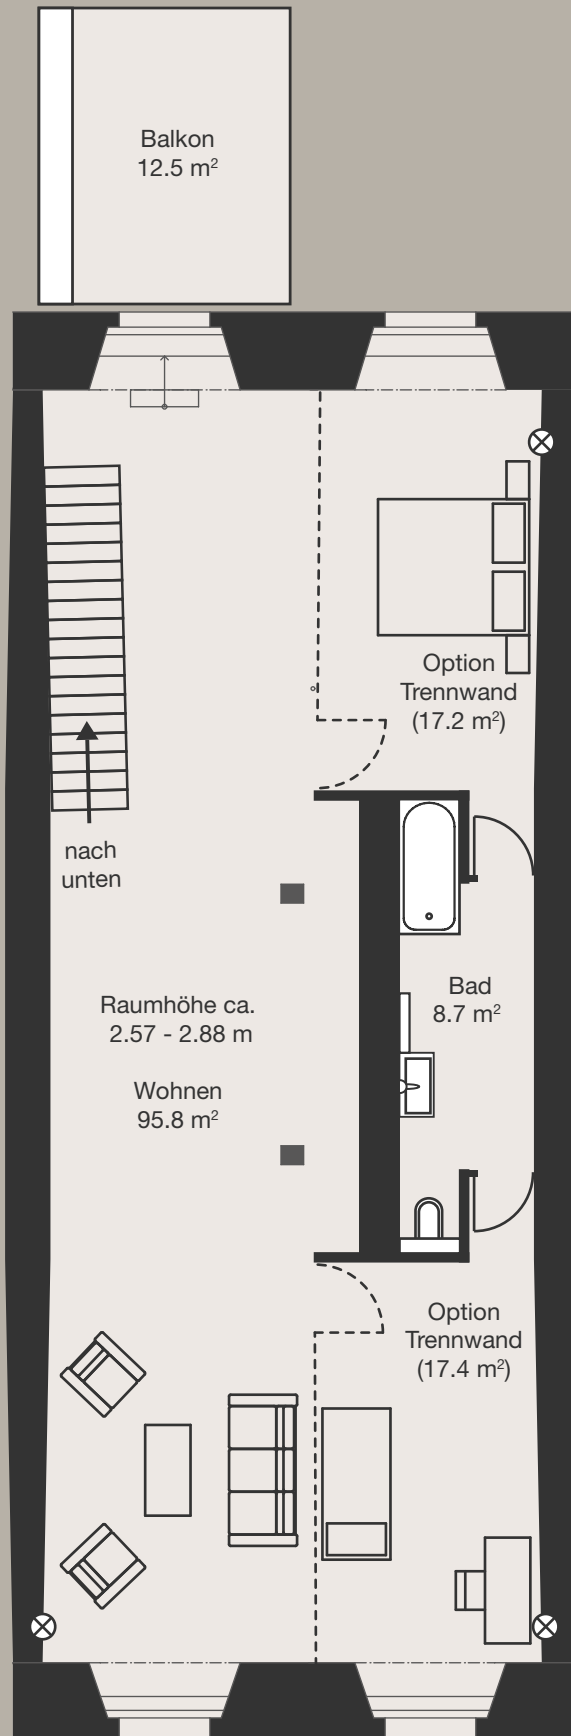 Balkon
12.5 m²
Option
Trennwand
(17.2 m²)
nach
unten
Bad
8.7 m²
Raumhöhe ca.
2.57 - 2.88 m
Wohnen
95.8 m²
Option
Trennwand
(17.4 m²)